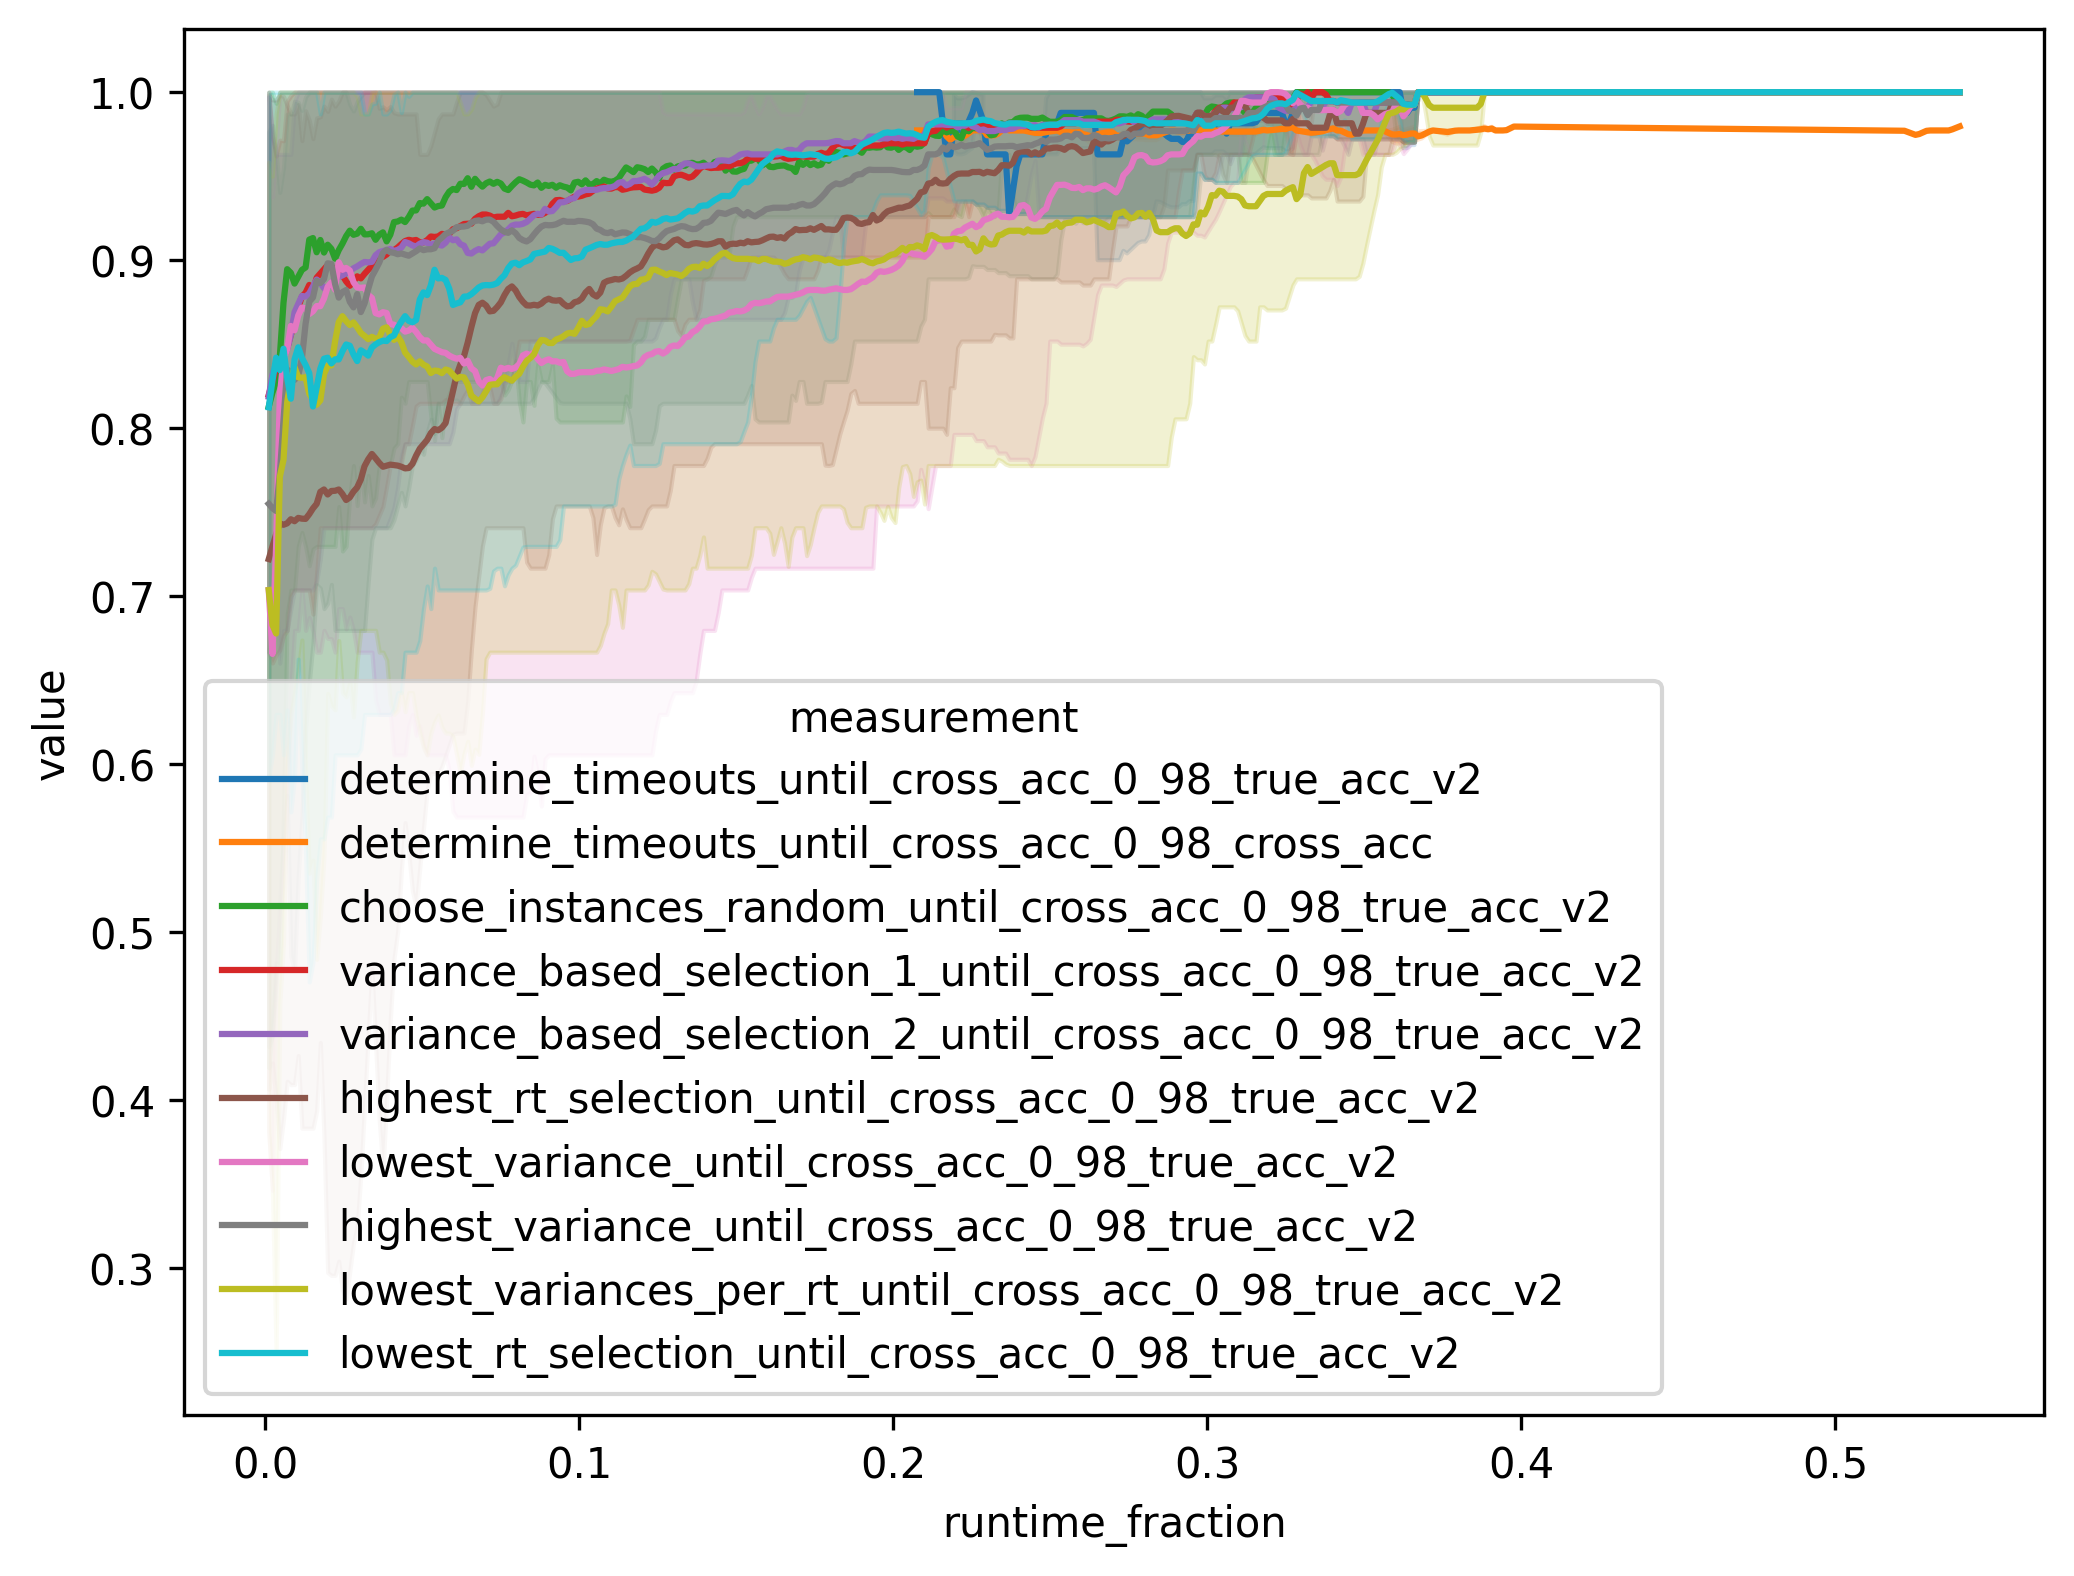 1.0
0.9
0.8
0.7
0.6
0.5
0.4
0.3
value
measurement
determine_timeouts_until_cross_acc_0_98_true_acc_v2
determine_timeouts_until_cross_acc_0_98_cross_acc
choose_instances_random_until_cross_acc_0_98_true_acc_v2
variance_based_selection_1_until_cross_acc_0_98_true_acc_v2
variance_based_selection_2_until_cross_acc_0_98_true_acc_v2
highest_rt_selection_until_cross_acc_0_98_true_acc_v2
lowest_variance_until_cross_acc_0_98_true_acc_v2
highest_variance_until_cross_acc_0_98_true_acc_v2
lowest_variances_per_rt_until_cross_acc_0_98_true_acc_v2
lowest_rt_selection_until_cross_acc_0_98_true_acc_v2
0.0 0.1 0.2 0.3 0.4 0.5
runtime_fraction